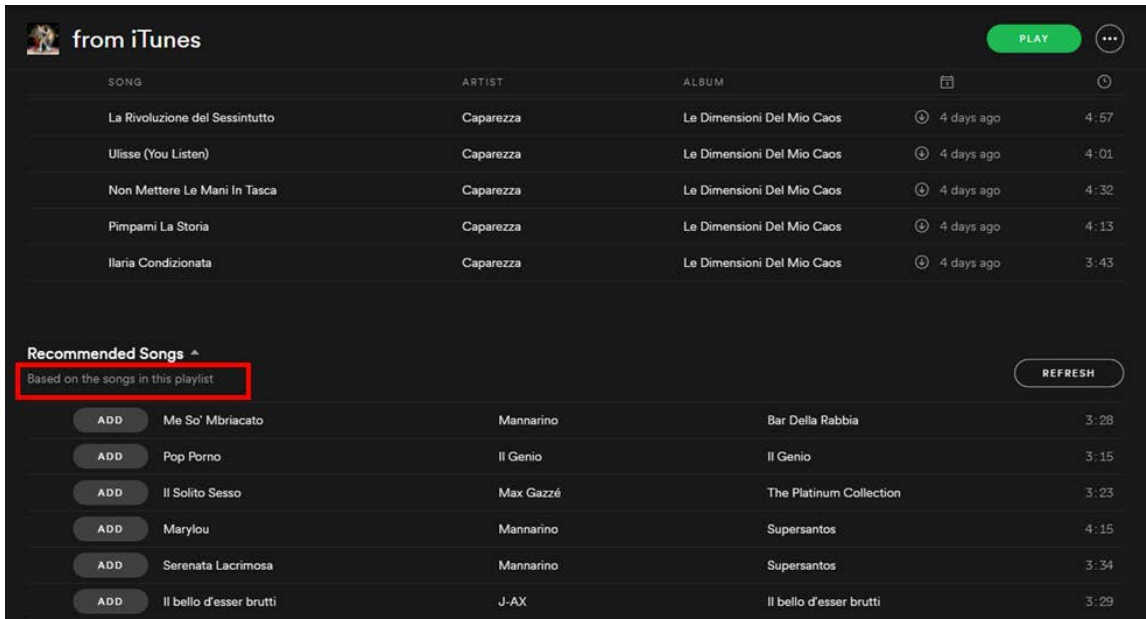 from iTunes PLAY
SONG ARTIST ALBUM
La Rivoluzione del Sessintutto Caparezza Le Dimensioni Del Mio Caos 4 days ago 4:57
Ulisse (You Listen) Caparezza Le Dimensioni Del Mio Caos 4 days ago 4:01
Non Mettere Le Mani In Tasca Caparezza Le Dimensioni Del Mio Caos 4 days ago 4:32
Pimpami La Storia Caparezza Le Dimensioni Del Mio Caos 4 days ago 4:13
Ilaria Condizionata Caparezza Le Dimensioni Del Mio Caos 4 days ago 3:43
Recommended Songs
Based on the songs in this playlist REFRESH
ADD Me So' Mbriacato Mannarino Bar Della Rabbia 3:28
ADD Pop Porno Il Genio Il Genio 3:15
ADD Il Solito Sesso Max Gazzé The Platinum Collection 3:23
ADD Marylou Mannarino Supersantos 4:15
ADD Serenata Lacrimosa Mannarino Supersantos 3:34
ADD Il bello d'esser brutti J-AX Il bello d'esser brutti 3:29